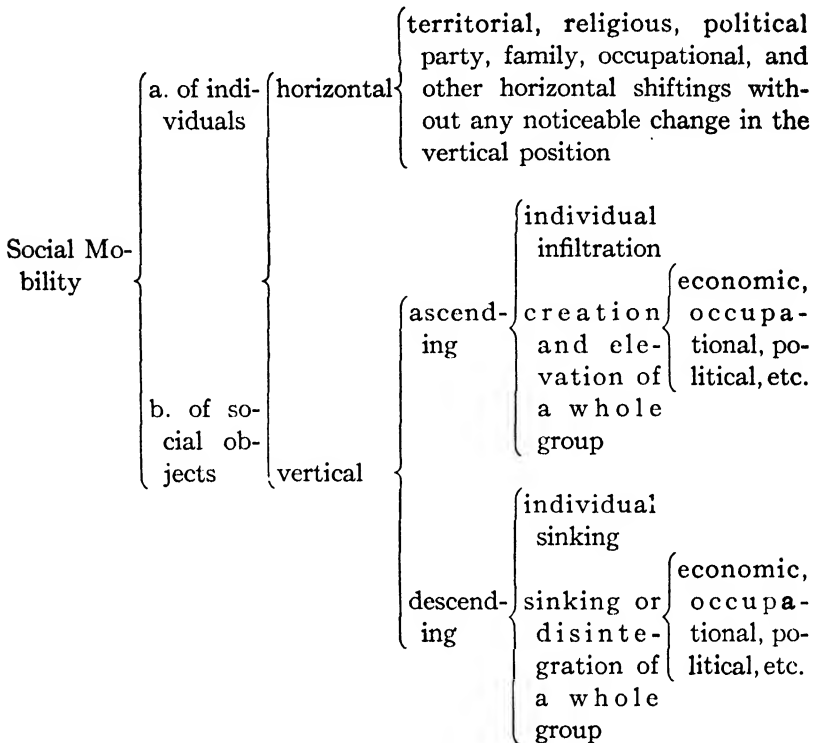 territorial, religious, political
party, family, occupational, and
other horizontal shiftings with-
out any noticeable change in the
vertical position
a. of indi-
viduals
horizontal
Social Mo-
bility
b. of so-
cial ob-
jects
vertical
ascend-
ing
individual
infiltration
creation
and ele-
vation of
a whole
group
economic,
occupa-
tional, po-
litical, etc.
descend-
ing
individual
sinking
sinking or
disinte-
gration of
a whole
group
economic,
occupa-
tional, po-
litical, etc.